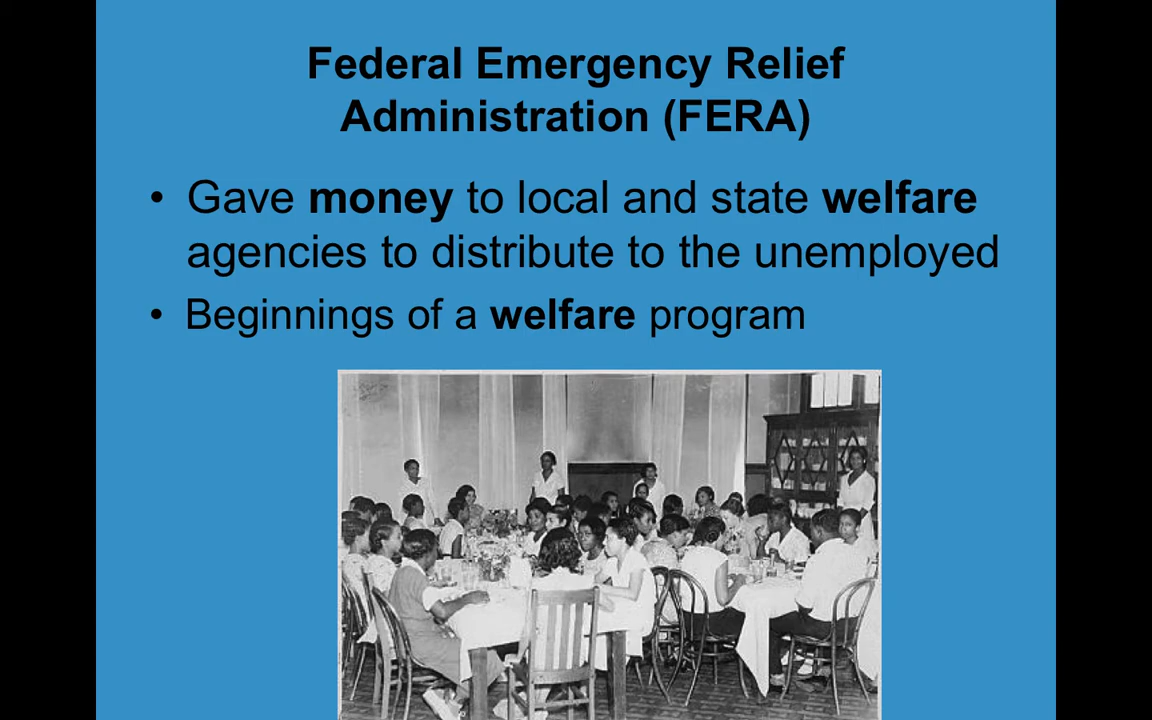 Federal Emergency Relief
Administration (FERA)
• Gave money to local and state welfare
agencies to distribute to the unemployed
• Beginnings of a welfare program